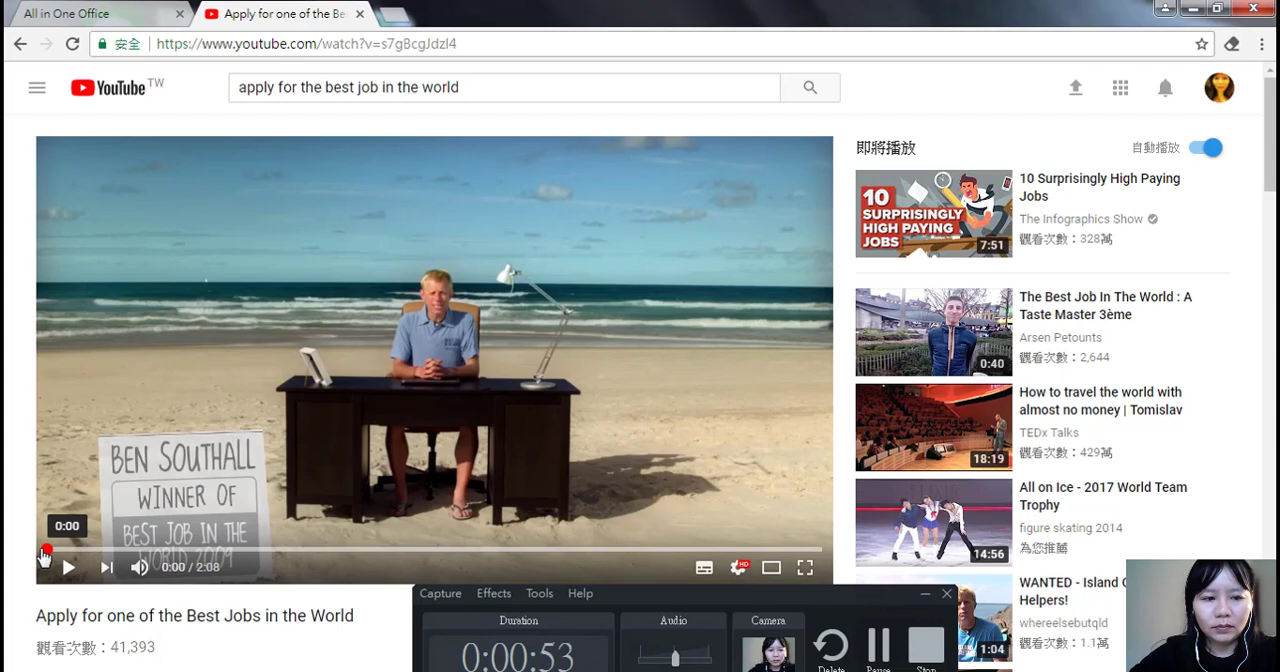 All in One Office
Apply for one of the Be
安全
https://www.youtube.com/watch?v=s7gBcgJdzI4
YouTube TW
apply for the best job in the world
即將播放
自動播放
10 SURPRISINGLY HIGH PAYING JOBS
7:51
10 Surprisingly High Paying
Jobs
The Infographics Show
觀看次數：328萬
0:40
The Best Job In The World : A
Taste Master 3ème
Arsen Petounts
觀看次數：2,644
18:19
How to travel the world with
almost no money | Tomislav
TEDx Talks
觀看次數：429萬
14:56
All on Ice - 2017 World Team
Trophy
figure skating 2014
為您推薦
1:04
WANTED - Island
Helpers!
whereelsebutqld
觀看次數：1.1萬
BEN SOUTHALL
WINNER OF
BEST JOB IN THE
WORLD 2009
0:00
0:00 / 2:08
HD
Apply for one of the Best Jobs in the World
觀看次數：41,393
Capture Effects Tools Help
Duration
0:00:53
Audio
Camera
Delete
Pause
Stop